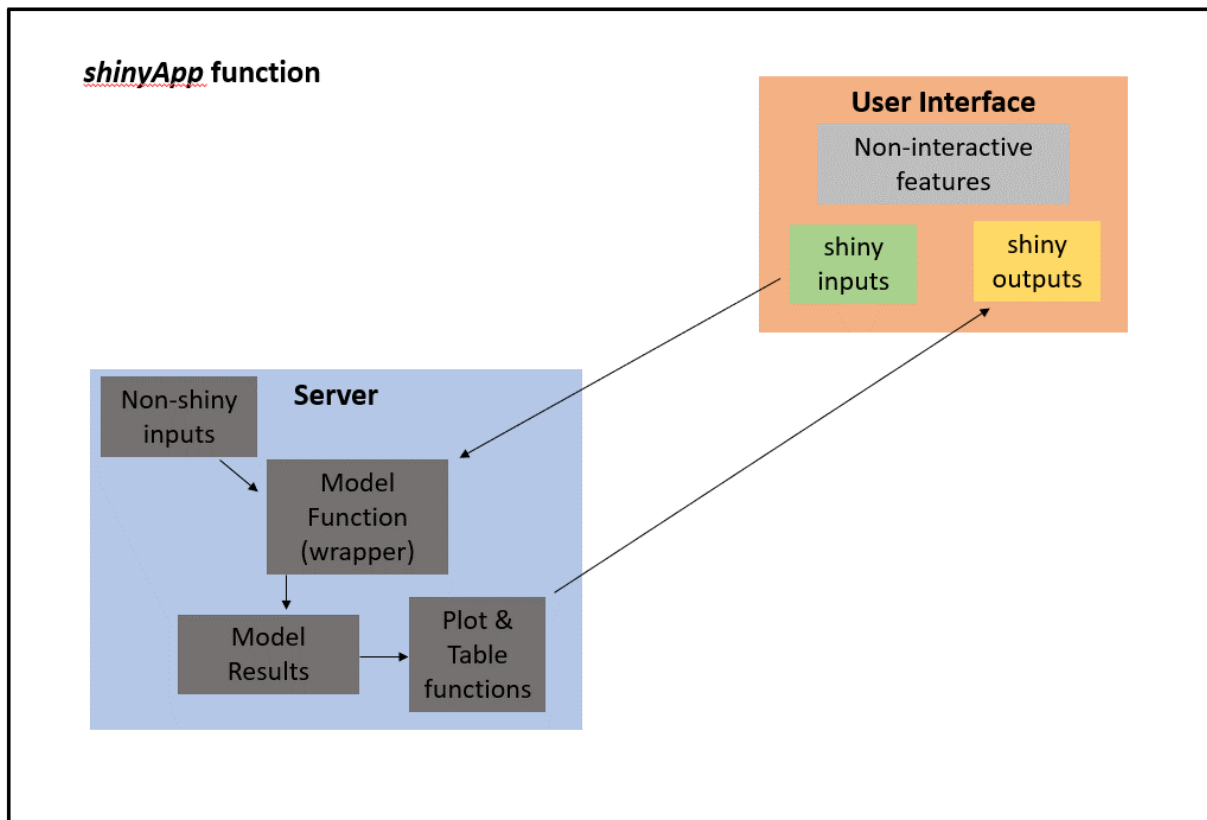 shinyApp function
User Interface
Non-interactive
features
shiny
inputs
shiny
outputs
Server
Non-shiny
inputs
Model
Function
(wrapper)
Model
Results
Plot &
Table
functions